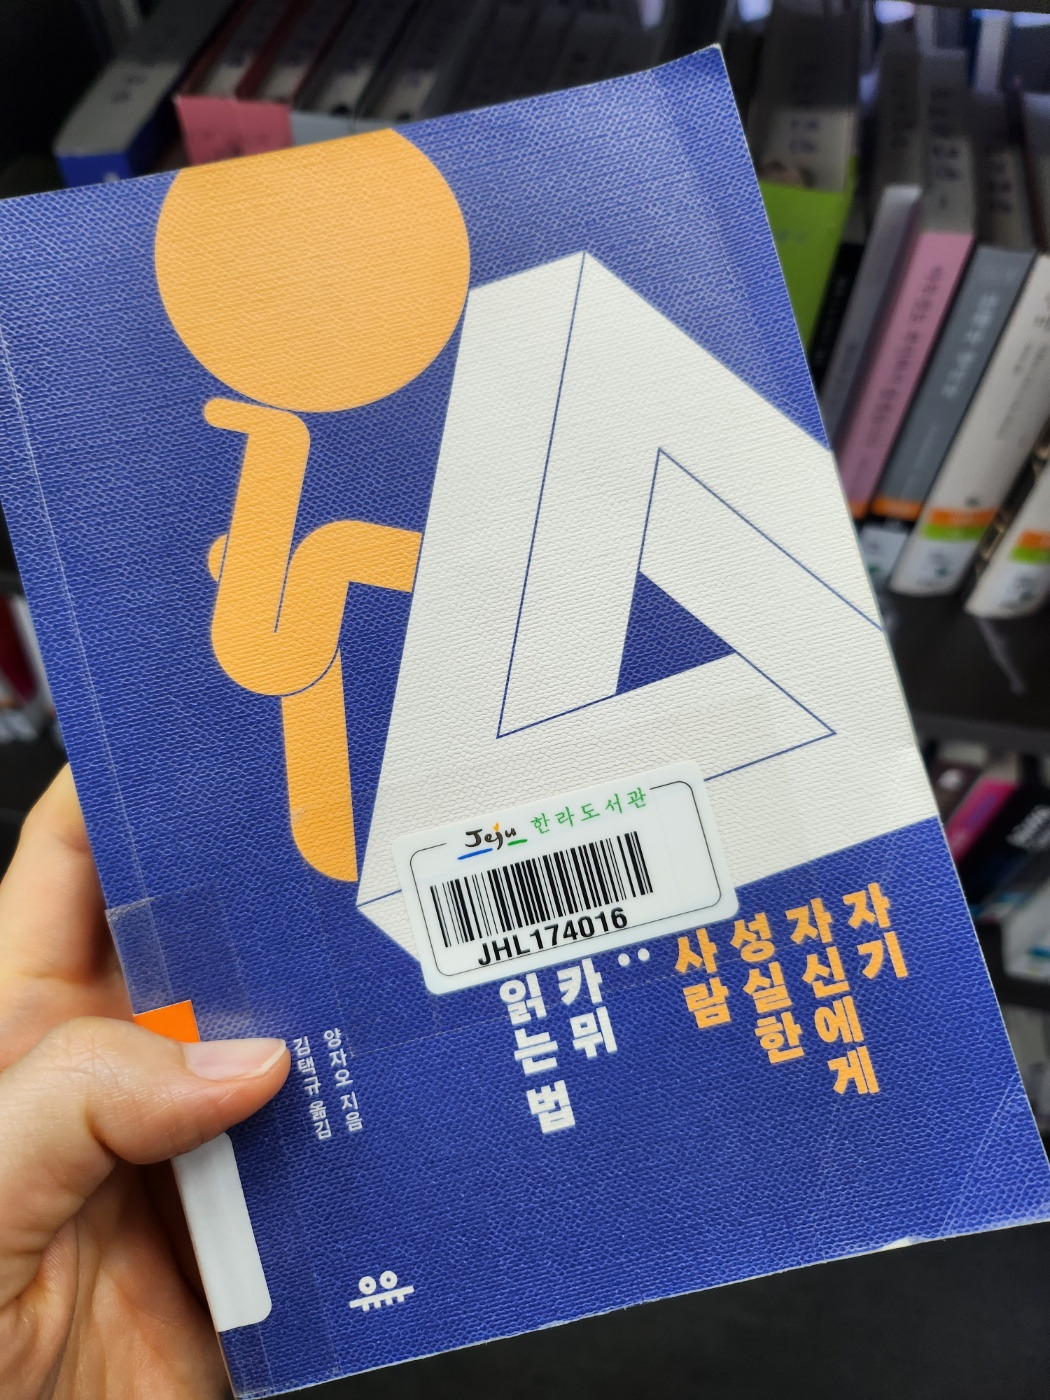 Jeju 한라도서관
JHL174016
자기
자신에게
성실한
사람
:
카뮈
읽는 법
양자오 지음
김택규 옮김
유유